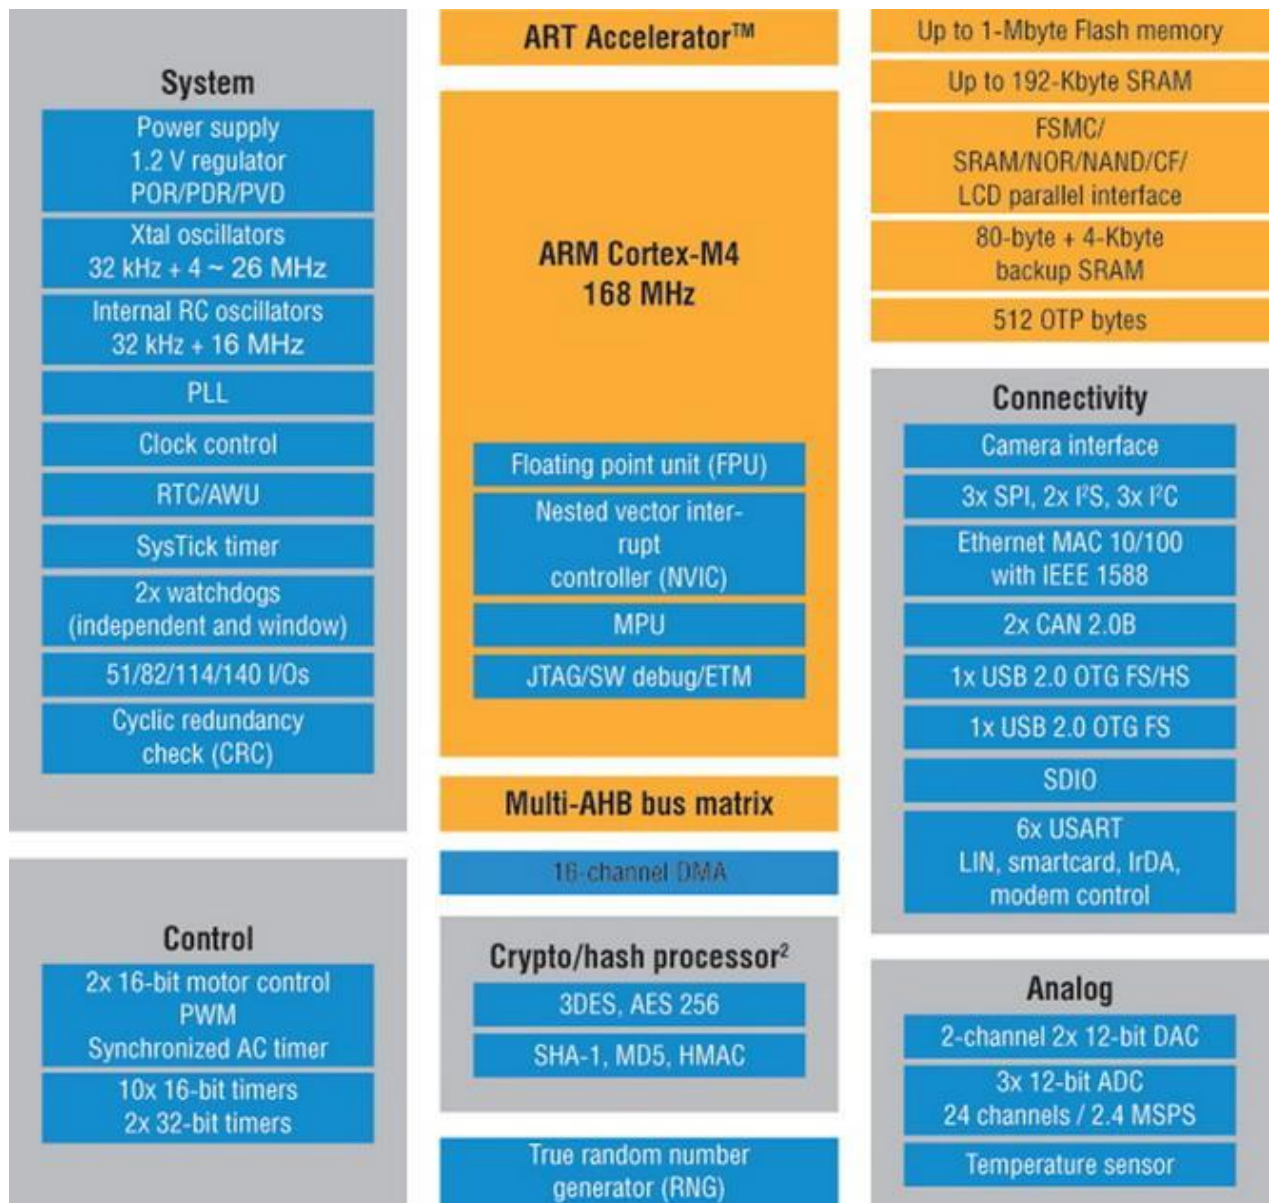 System
Power supply
1.2 V regulator
POR/PDR/PVD
Xtal oscillators
32 kHz + 4 ~ 26 MHz
Internal RC oscillators
32 kHz + 16 MHz
PLL
Clock control
RTC/AWU
SysTick timer
2x watchdogs
(independent and window)
51/82/114/140 I/Os
Cyclic redundancy
check (CRC)
Control
2x 16-bit motor control
PWM
Synchronized AC timer
10x 16-bit timers
2x 32-bit timers
ART Accelerator™
ARM Cortex-M4
168 MHz
Floating point unit (FPU)
Nested vector inter-
rupt
controller (NVIC)
MPU
JTAG/SW debug/ETM
Multi-AHB bus matrix
16-channel DMA
Crypto/hash processor²
3DES, AES 256
SHA-1, MD5, HMAC
True random number
generator (RNG)
Up to 1-Mbyte Flash memory
Up to 192-Kbyte SRAM
FSMC/
SRAM/NOR/NAND/CF/
LCD parallel interface
80-byte + 4-Kbyte
backup SRAM
512 OTP bytes
Connectivity
Camera interface
3x SPI, 2x I²S, 3x I²C
Ethernet MAC 10/100
with IEEE 1588
2x CAN 2.0B
1x USB 2.0 OTG FS/HS
1x USB 2.0 OTG FS
SDIO
6x USART
LIN, smartcard, IrDA,
modem control
Analog
2-channel 2x 12-bit DAC
3x 12-bit ADC
24 channels / 2.4 MSPS
Temperature sensor